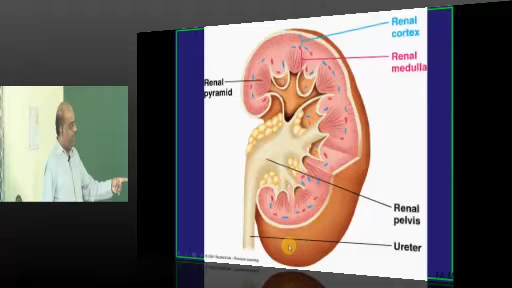 Renal
cortex
Renal
medulla
Renal
pyramid
Renal
pelvis
Ureter